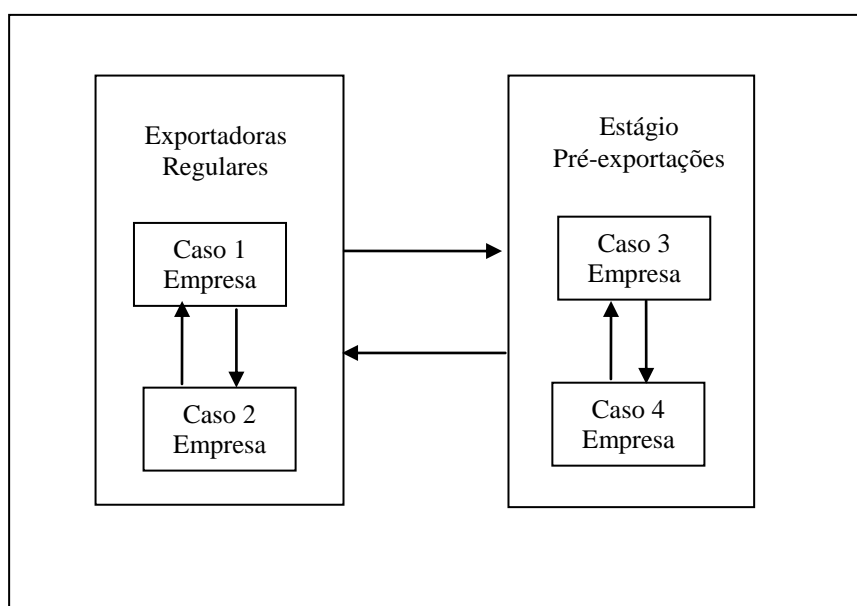 Exportadoras
Regulares
Caso 1
Empresa
Caso 2
Empresa
Estágio
Pré-exportações
Caso 3
Empresa
Caso 4
Empresa